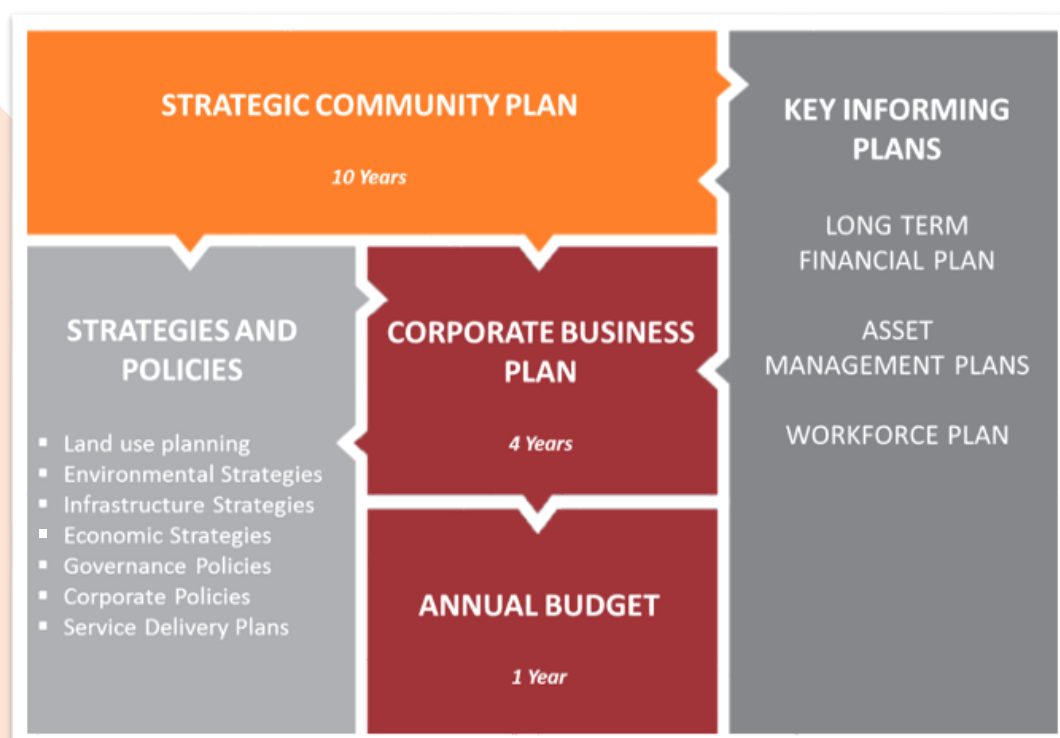 STRATEGIC COMMUNITY PLAN
10 Years
KEY INFORMING
PLANS
LONG TERM
FINANCIAL PLAN
ASSET
MANAGEMENT PLANS
WORKFORCE PLAN
STRATEGIES AND
POLICIES
▪ Land use planning
▪ Environmental Strategies
▪ Infrastructure Strategies
▪ Economic Strategies
▪ Governance Policies
▪ Corporate Policies
▪ Service Delivery Plans
CORPORATE BUSINESS
PLAN
4 Years
ANNUAL BUDGET
1 Year